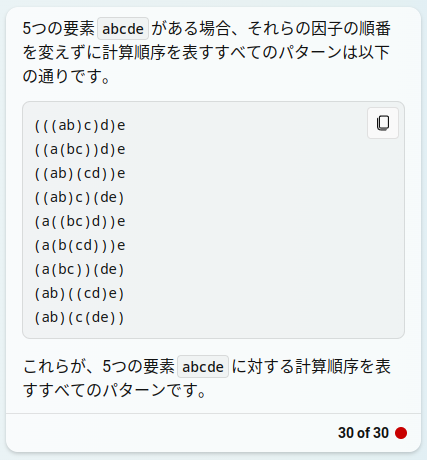 5つの要素 abcde がある場合、それらの因子の順番
を変えずに計算順序を表すすべてのパターンは以下
の通りです。
(((ab)c)d)e
((a(bc))d)e
((ab)(cd))e
((ab)c)(de)
(a((bc)d))e
(a(b(cd)))e
(a(bc))(de)
(ab)((cd)e)
(ab)(c(de))
これらが、5つの要素 abcde に対する計算順序を表
すすべてのパターンです。
30 of 30